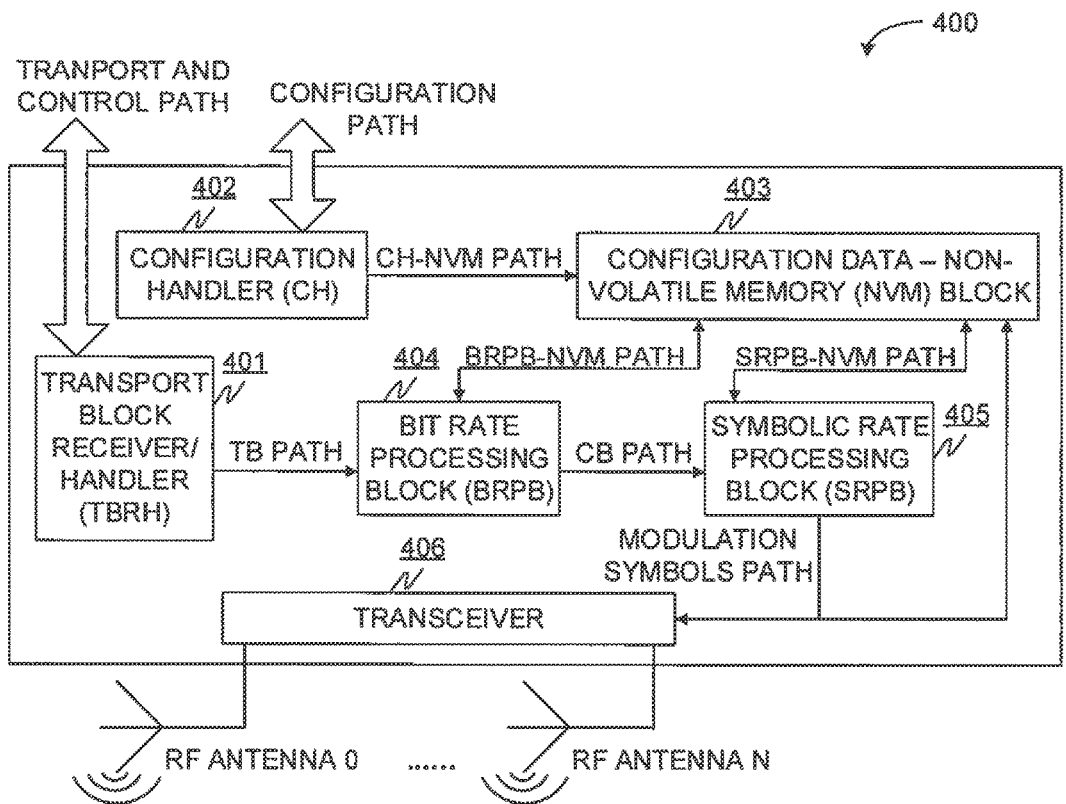 400
TRANPORT AND
CONTROL PATH
CONFIGURATION
PATH
402
403
CONFIGURATION
HANDLER (CH)
CH-NVM PATH
CONFIGURATION DATA – NON-
VOLATILE MEMORY (NVM) BLOCK
BRPB-NVM PATH
SRPB-NVM PATH
401
404
405
TRANSPORT
BLOCK
RECEIVER/
HANDLER
(TBRH)
TB PATH
BIT RATE
PROCESSING
BLOCK (BRPB)
CB PATH
SYMBOLIC RATE
PROCESSING
BLOCK (SRPB)
MODULATION
SYMBOLS PATH
406
TRANSCEIVER
RF ANTENNA 0
......
RF ANTENNA N